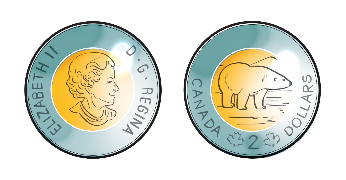 ELIZABETH II D·G·REGINA
CANADA 2 DOLLARS